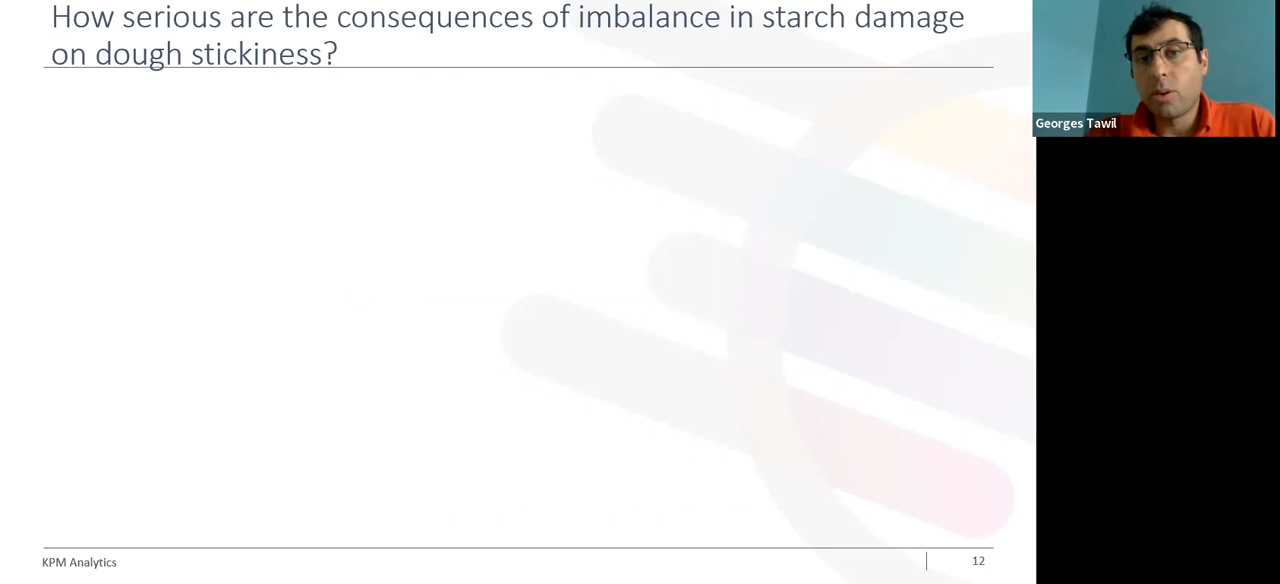 How serious are the consequences of imbalance in starch damage
on dough stickiness?
Georges Tawil
KPM Analytics
12